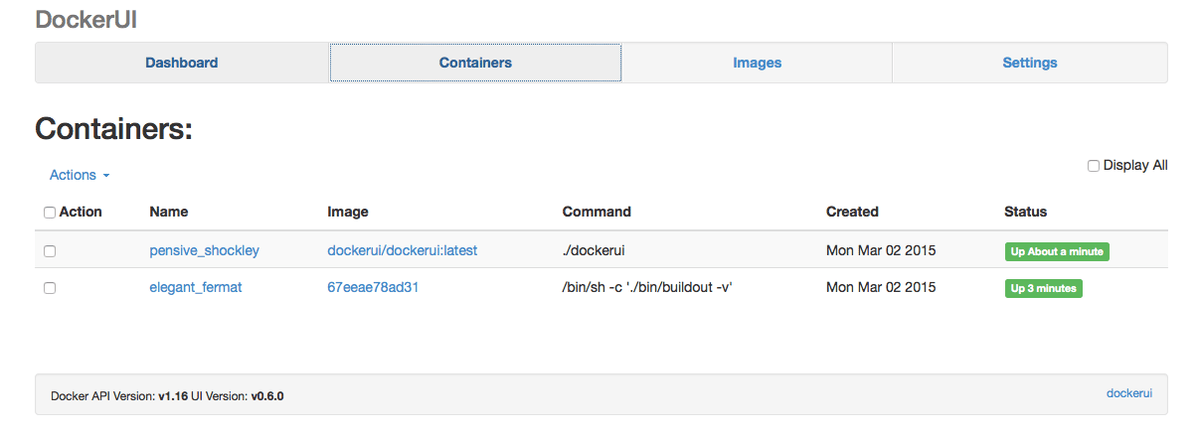 DockerUI
Dashboard Containers Images Settings
Containers:
Actions
Display All
Action Name Image Command Created Status
pensive_shockley dockerui/dockerui:latest ./dockerui Mon Mar 02 2015 Up About a minute
elegant_fermat 67eeae78ad31 /bin/sh -c './bin/buildout -v' Mon Mar 02 2015 Up 3 minutes
Docker API Version: v1.16 UI Version: v0.6.0 dockerui